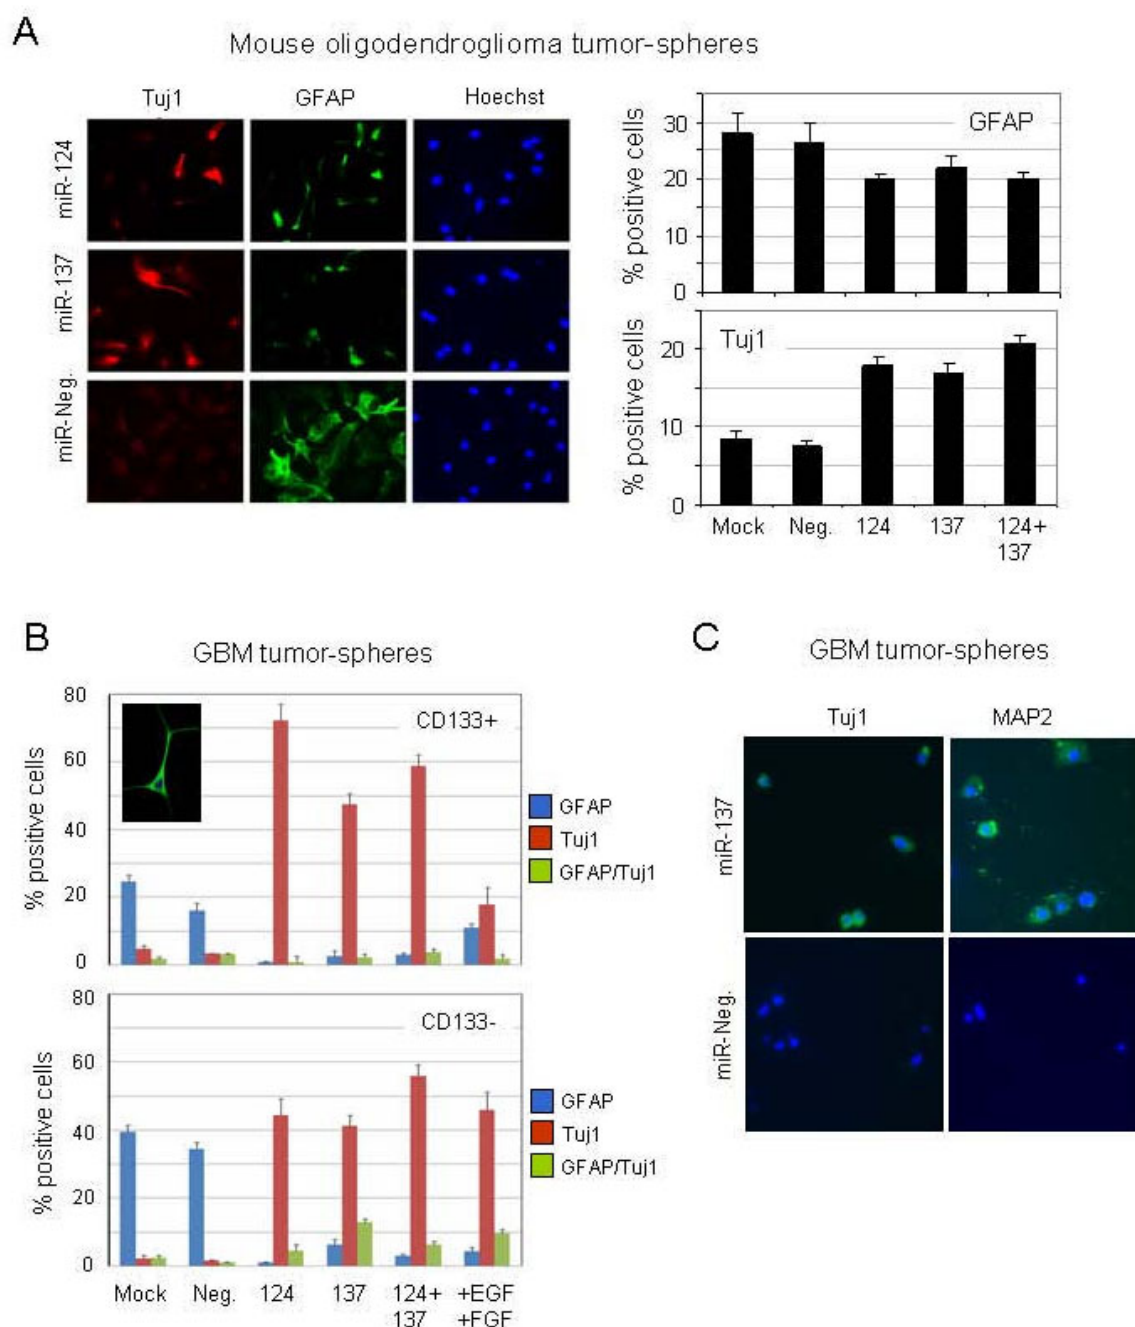 A
Mouse oligodendroglioma tumor-spheres
Tuj1
GFAP
Hoechst
miR-124
miR-137
miR-Neg.
% positive cells
30
20
10
0
GFAP
% positive cells
20
10
0
Tuj1
Mock
Neg.
124
137
124+
137
B
GBM tumor-spheres
% positive cells
80
60
40
20
0
CD133+
GFAP
Tuj1
GFAP/Tuj1
% positive cells
80
60
40
20
0
CD133-
GFAP
Tuj1
GFAP/Tuj1
Mock
Neg.
124
137
124+
137
+EGF
+FGF
C
GBM tumor-spheres
Tuj1
MAP2
miR-137
miR-Neg.